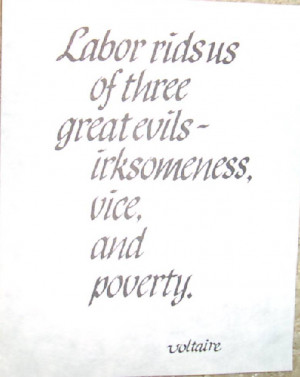 Labor rids us
of three
great evils-
irksomeness,
vice,
and
poverty.
voltaire